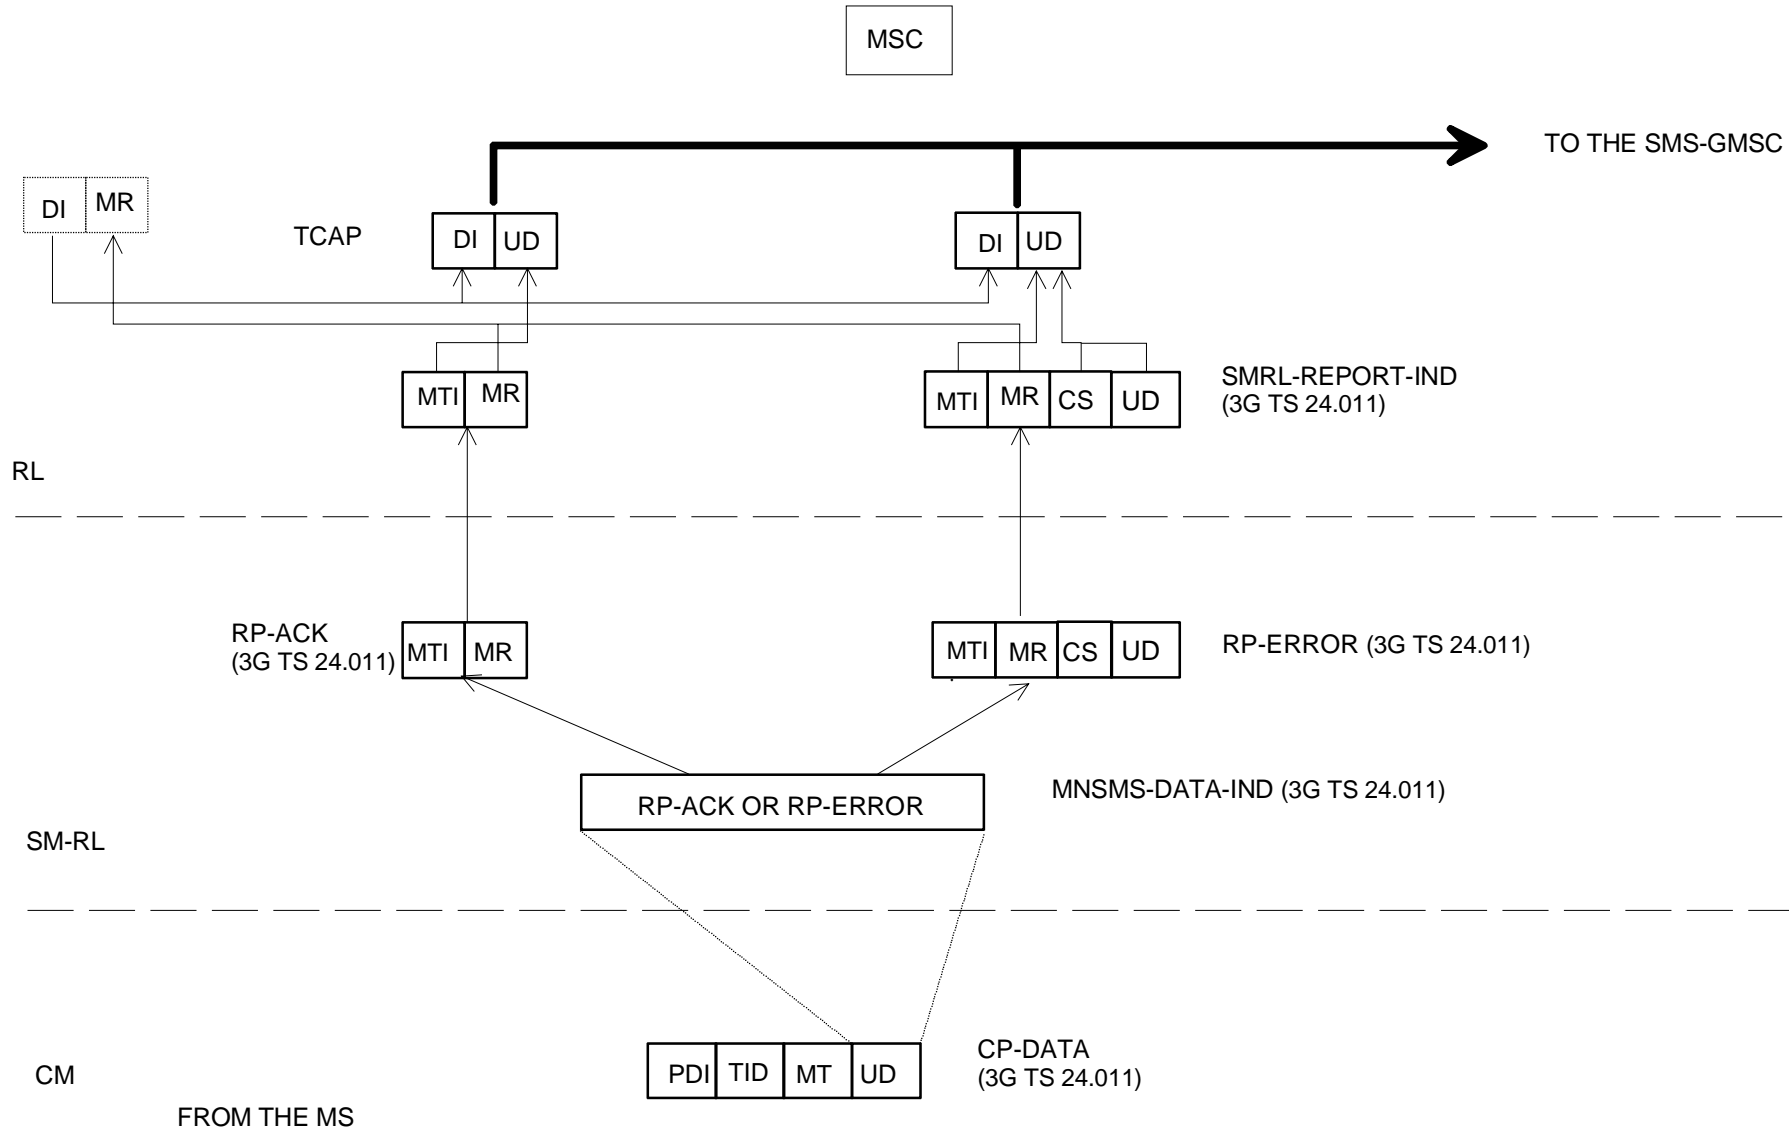 MSC
TO THE SMS-GMSC
DI MR
TCAP
DI UD
DI UD
MTI MR
MTI MR CS UD
SMRL-REPORT-IND
(3G TS 24.011)
RL
RP-ACK
(3G TS 24.011)
MTI MR
MTI MR CS UD
RP-ERROR (3G TS 24.011)
RP-ACK OR RP-ERROR
MNSMS-DATA-IND (3G TS 24.011)
SM-RL
PDI TID MT UD
CP-DATA
(3G TS 24.011)
CM
FROM THE MS